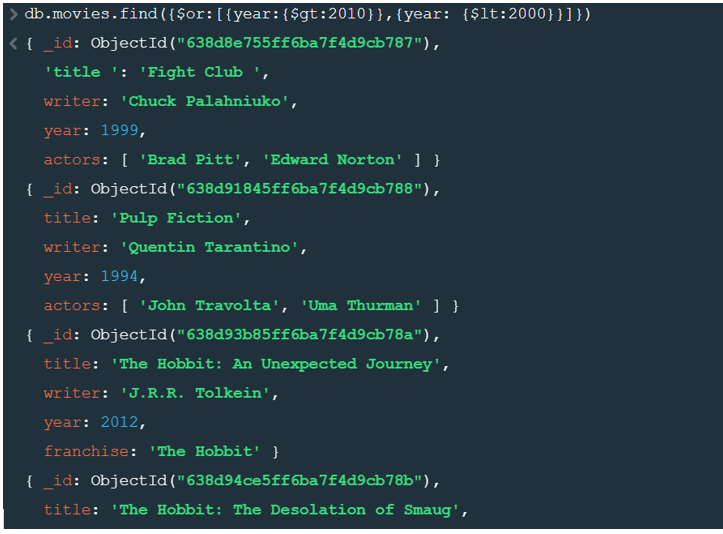 > db.movies.find({$or:[{year:{$gt:2010}},{year: {$lt:2000}}]})
< { _id: ObjectId("638d8e755ff6ba7f4d9cb787"),
'title ': 'Fight Club ',
writer: 'Chuck Palahniuko',
year: 1999,
actors: [ 'Brad Pitt', 'Edward Norton' ] }
{ _id: ObjectId("638d91845ff6ba7f4d9cb788"),
title: 'Pulp Fiction',
writer: 'Quentin Tarantino',
year: 1994,
actors: [ 'John Travolta', 'Uma Thurman' ] }
{ _id: ObjectId("638d93b85ff6ba7f4d9cb78a"),
title: 'The Hobbit: An Unexpected Journey',
writer: 'J.R.R. Tolkein',
year: 2012,
franchise: 'The Hobbit' }
{ _id: ObjectId("638d94ce5ff6ba7f4d9cb78b"),
title: 'The Hobbit: The Desolation of Smaug',